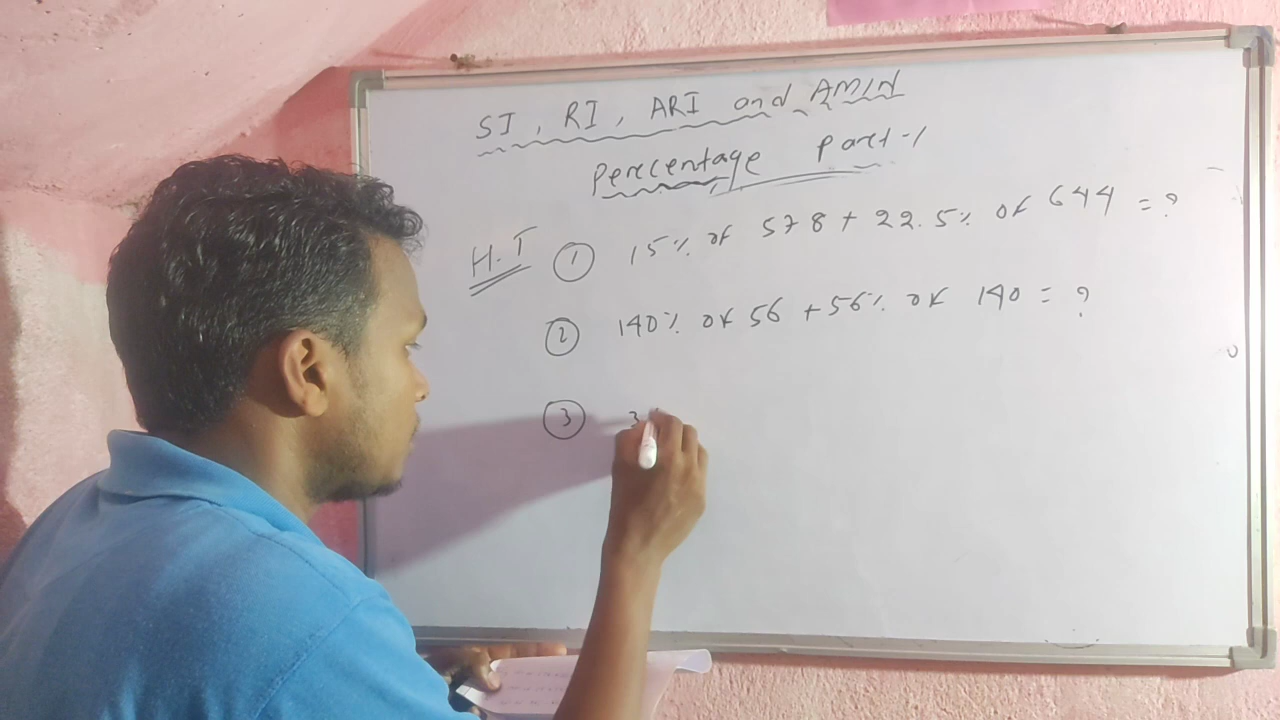 SI, RI, ARI and AMIN
Percentage Part-1
H.T ① 15% of 578 + 22.5% of 644 = ?
② 140% of 56 + 56% of 140 = ?
③ 3